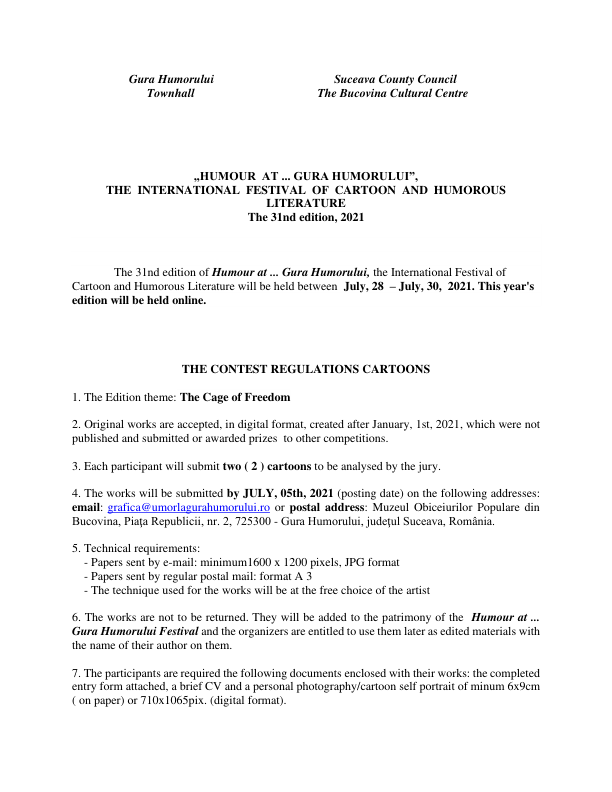 Gura Humorului Suceava County Council
Townhall The Bucovina Cultural Centre
„HUMOUR AT ... GURA HUMORULUI”,
THE INTERNATIONAL FESTIVAL OF CARTOON AND HUMOROUS
LITERATURE
The 31nd edition, 2021
The 31nd edition of Humour at ... Gura Humorului, the International Festival of
Cartoon and Humorous Literature will be held between July, 28 – July, 30, 2021. This year's
edition will be held online.
THE CONTEST REGULATIONS CARTOONS
1. The Edition theme: The Cage of Freedom
2. Original works are accepted, in digital format, created after January, 1st, 2021, which were not
published and submitted or awarded prizes to other competitions.
3. Each participant will submit two ( 2 ) cartoons to be analysed by the jury.
4. The works will be submitted by JULY, 05th, 2021 (posting date) on the following addresses:
email: grafica@umorlagurahumorului.ro or postal address: Muzeul Obiceiurilor Populare din
Bucovina, Piaţa Republicii, nr. 2, 725300 - Gura Humorului, judeţul Suceava, România.
5. Technical requirements:
- Papers sent by e-mail: minimum1600 x 1200 pixels, JPG format
- Papers sent by regular postal mail: format A 3
- The technique used for the works will be at the free choice of the artist
6. The works are not to be returned. They will be added to the patrimony of the Humour at ...
Gura Humorului Festival and the organizers are entitled to use them later as edited materials with
the name of their author on them.
7. The participants are required the following documents enclosed with their works: the completed
entry form attached, a brief CV and a personal photography/cartoon self portrait of minum 6x9cm
( on paper) or 710x1065pix. (digital format).